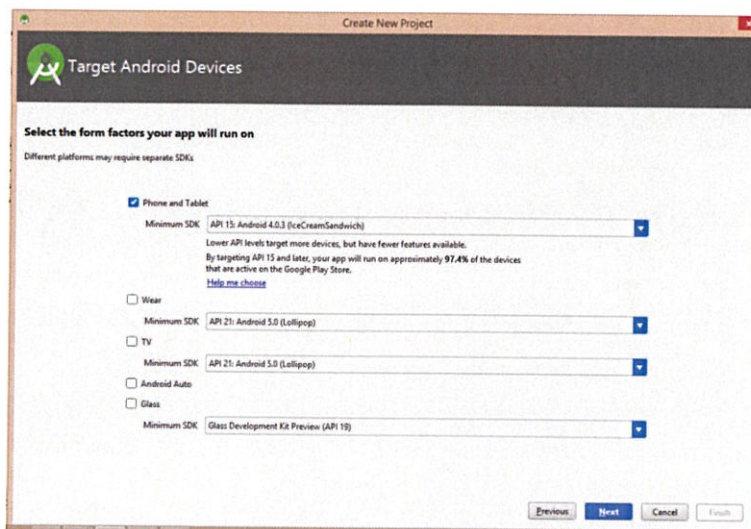 Create New Project
Target Android Devices
Select the form factors your app will run on
Different platforms may require separate SDKs
Phone and Tablet
Minimum SDK API 15: Android 4.0.3 (IceCreamSandwich)
Lower API levels target more devices, but have fewer features available.
By targeting API 15 and later, your app will run on approximately 97.4% of the devices
that are active on the Google Play Store.
Help me choose
Wear
Minimum SDK API 21: Android 5.0 (Lollipop)
TV
Minimum SDK API 21: Android 5.0 (Lollipop)
Android Auto
Glass
Minimum SDK Glass Development Kit Preview (API 19)
Previous Next Cancel Finish